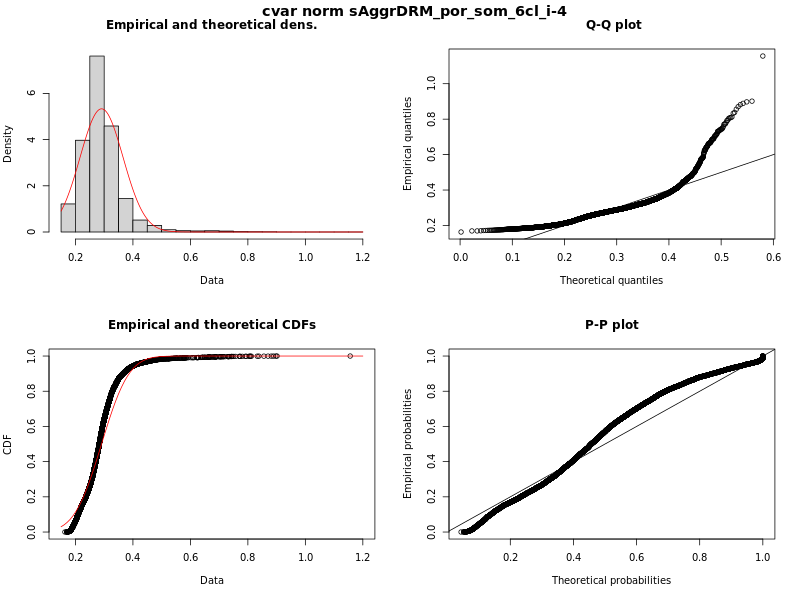 cvar norm sAggrDRM_por_som_6cl_i-4
Empirical and theoretical dens.
Density
0 2 4 6
0.2 0.4 0.6 0.8 1.0 1.2
Data
Q-Q plot
Empirical quantiles
0.2 0.4 0.6 0.8 1.0
0.0 0.1 0.2 0.3 0.4 0.5 0.6
Theoretical quantiles
Empirical and theoretical CDFs
CDF
0.0 0.2 0.4 0.6 0.8 1.0
0.2 0.4 0.6 0.8 1.0 1.2
Data
P-P plot
Empirical probabilities
0.0 0.2 0.4 0.6 0.8 1.0
0.2 0.4 0.6 0.8 1.0
Theoretical probabilities